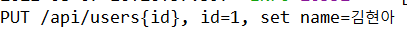 PUT /api/users{id}, id=1, set name=김현아